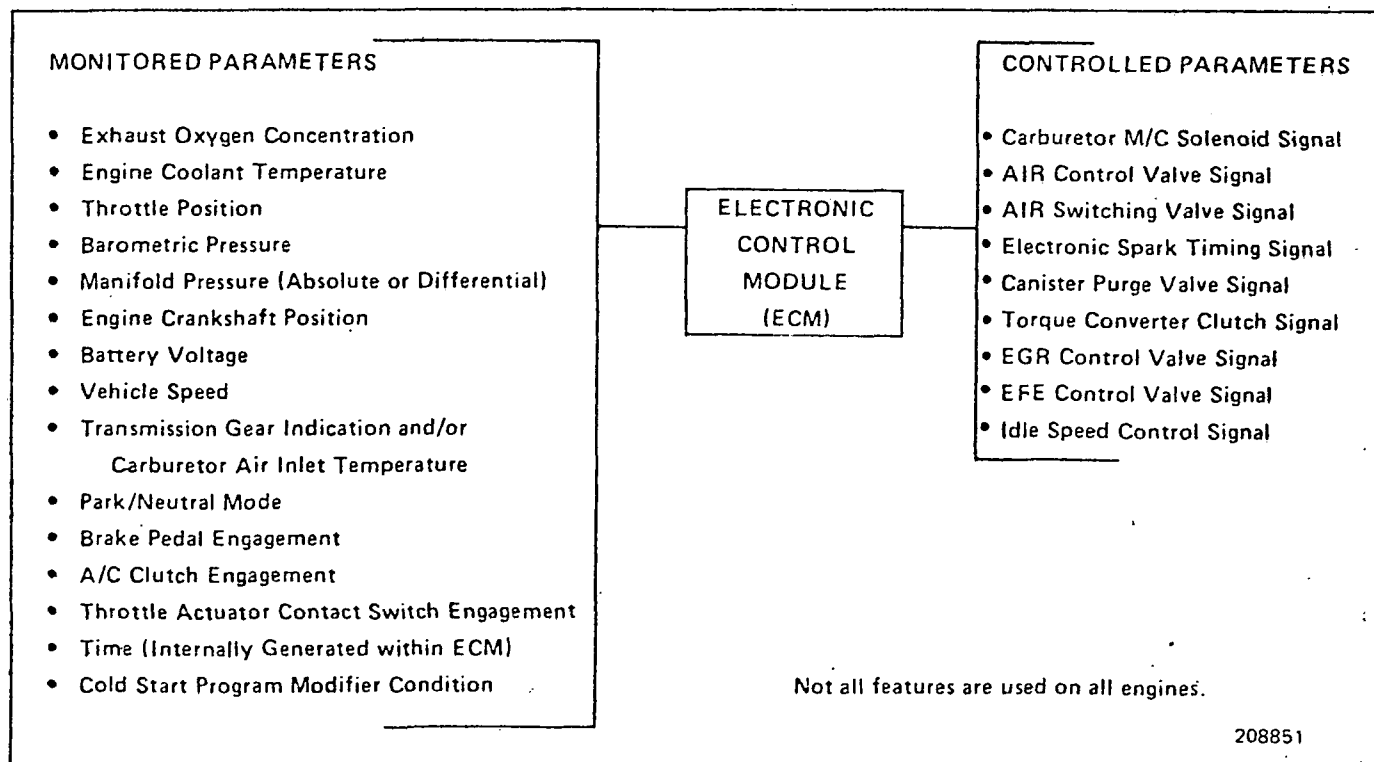 MONITORED PARAMETERS
• Exhaust Oxygen Concentration
• Engine Coolant Temperature
• Throttle Position
• Barometric Pressure
• Manifold Pressure (Absolute or Differential)
• Engine Crankshaft Position
• Battery Voltage
• Vehicle Speed
• Transmission Gear Indication and/or
Carburetor Air Inlet Temperature
• Park/Neutral Mode
• Brake Pedal Engagement
• A/C Clutch Engagement
• Throttle Actuator Contact Switch Engagement
• Time (Internally Generated within ECM)
• Cold Start Program Modifier Condition
ELECTRONIC
CONTROL
MODULE
(ECM)
CONTROLLED PARAMETERS
• Carburetor M/C Solenoid Signal
• AIR Control Valve Signal
• AIR Switching Valve Signal
• Electronic Spark Timing Signal
• Canister Purge Valve Signal
• Torque Converter Clutch Signal
• EGR Control Valve Signal
• EFE Control Valve Signal
• Idle Speed Control Signal
Not all features are used on all engines.
208851